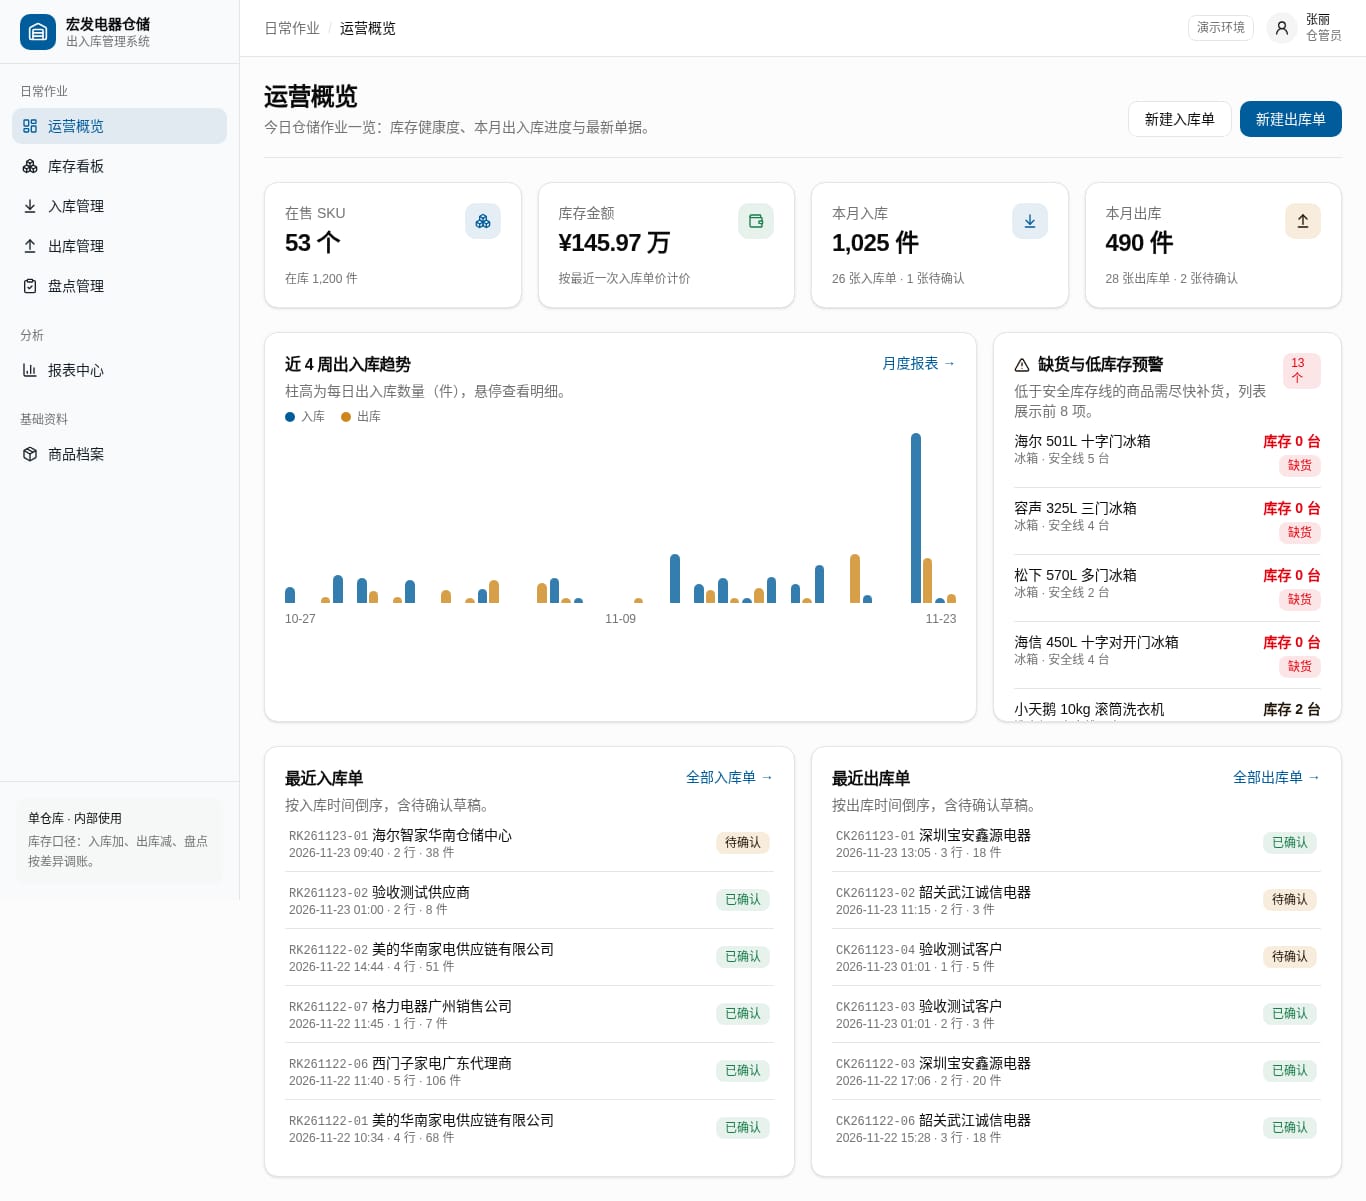 宏发电器仓储
出入库管理系统
日常作业
运营概览
库存看板
入库管理
出库管理
盘点管理
分析
报表中心
基础资料
商品档案
单仓库 · 内部使用
库存口径：入库加、出库减、盘点
按差异调账。
日常作业 / 运营概览
演示环境
张丽
仓管员
运营概览
今日仓储作业一览：库存健康度、本月出入库进度与最新单据。
新建入库单
新建出库单
在售 SKU
53 个
在库 1,200 件
库存金额
¥145.97 万
按最近一次入库单价计价
本月入库
1,025 件
26 张入库单 · 1 张待确认
本月出库
490 件
28 张出库单 · 2 张待确认
近 4 周出入库趋势
月度报表 →
柱高为每日出入库数量（件），悬停查看明细。
入库
出库
10-27
11-09
11-23
缺货与低库存预警
13
个
低于安全库存线的商品需尽快补货，列表
展示前 8 项。
海尔 501L 十字门冰箱
库存 0 台
冰箱 · 安全线 5 台
缺货
容声 325L 三门冰箱
库存 0 台
冰箱 · 安全线 4 台
缺货
松下 570L 多门冰箱
库存 0 台
冰箱 · 安全线 2 台
缺货
海信 450L 十字对开门冰箱
库存 0 台
冰箱 · 安全线 4 台
缺货
小天鹅 10kg 滚筒洗衣机
库存 2 台
最近入库单
全部入库单 →
按入库时间倒序，含待确认草稿。
RK261123-01 海尔智家华南仓储中心
2026-11-23 09:40 · 2 行 · 38 件
待确认
RK261123-02 验收测试供应商
2026-11-23 01:00 · 2 行 · 8 件
已确认
RK261122-02 美的华南家电供应链有限公司
2026-11-22 14:44 · 4 行 · 51 件
已确认
RK261122-07 格力电器广州销售公司
2026-11-22 11:45 · 1 行 · 7 件
已确认
RK261122-06 西门子家电广东代理商
2026-11-22 11:40 · 5 行 · 106 件
已确认
RK261122-01 美的华南家电供应链有限公司
2026-11-22 10:34 · 4 行 · 68 件
已确认
最近出库单
全部出库单 →
按出库时间倒序，含待确认草稿。
CK261123-01 深圳宝安鑫源电器
2026-11-23 13:05 · 3 行 · 18 件
已确认
CK261123-02 韶关武江诚信电器
2026-11-23 11:15 · 2 行 · 3 件
待确认
CK261123-04 验收测试客户
2026-11-23 01:01 · 1 行 · 5 件
待确认
CK261123-03 验收测试客户
2026-11-23 01:01 · 2 行 · 3 件
已确认
CK261122-03 深圳宝安鑫源电器
2026-11-22 17:06 · 2 行 · 20 件
已确认
CK261122-06 韶关武江诚信电器
2026-11-22 15:28 · 3 行 · 18 件
已确认